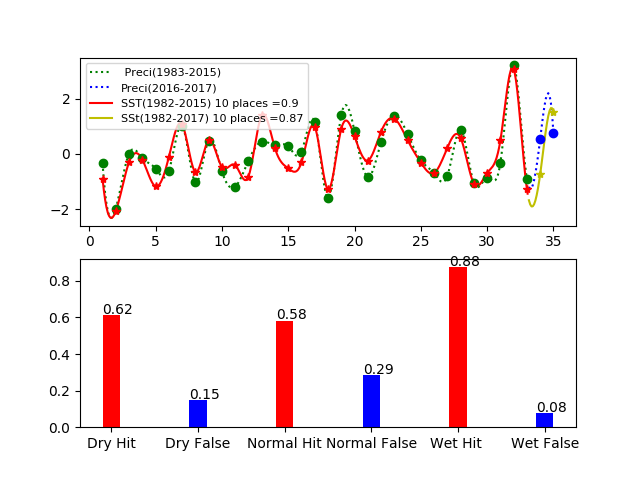 Preci(1983-2015)
Preci(2016-2017)
SST(1982-2015) 10 places =0.9
SSt(1982-2017) 10 places =0.87
2
0
−2
0 5 10 15 20 25 30 35
0.8
0.6
0.4
0.2
0.0
0.62
0.15
0.58
0.29
0.88
0.08
Dry Hit Dry False Normal Hit Normal False Wet Hit Wet False